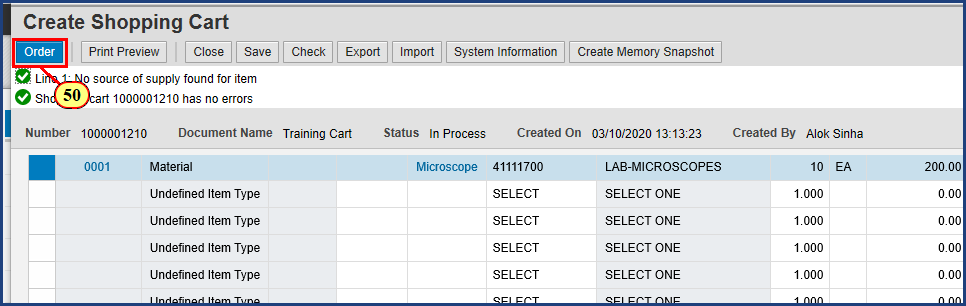 Create Shopping Cart
Order Print Preview Close Save Check Export Import System Information Create Memory Snapshot
Line 1: No source of supply found for item
50
cart 1000001210 has no errors
Number 1000001210 Document Name Training Cart Status In Process Created On 03/10/2020 13:13:23 Created By Alok Sinha
0001 Material Microscope 41111700 LAB-MICROSCOPES 10 EA 200.00
Undefined Item Type SELECT SELECT ONE 1.000 0.00
Undefined Item Type SELECT SELECT ONE 1.000 0.00
Undefined Item Type SELECT SELECT ONE 1.000 0.00
Undefined Item Type SELECT SELECT ONE 1.000 0.00
Undefined Item Type SELECT SELECT ONE 1.000 0.00